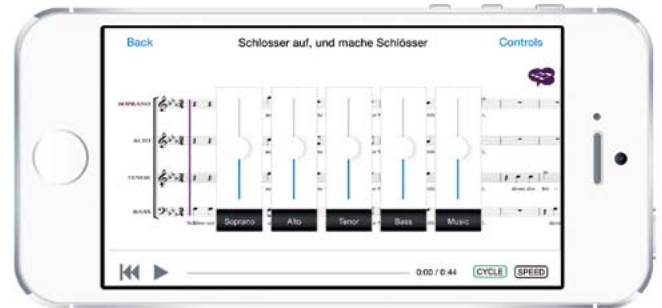 Back Schlosser auf, und mache Schlösser Controls
SOPRANO
ALTO
TENOR
BASS
Soprano Alto Tenor Bass Music
0:00 / 0:44 CYCLE SPEED